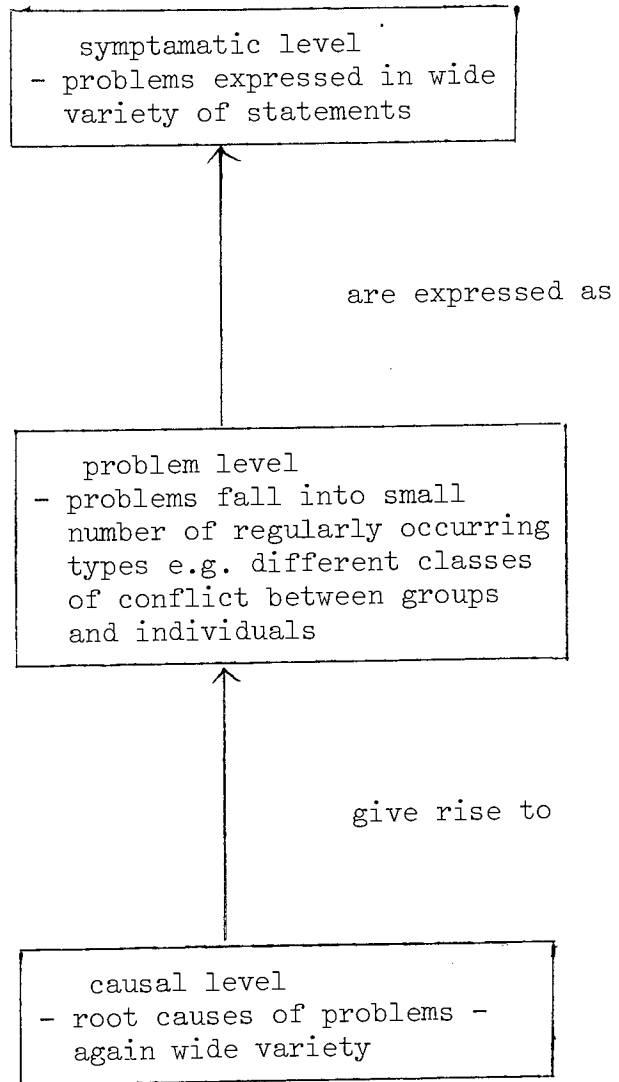 symptamatic level
- problems expressed in wide
variety of statements
are expressed as
problem level
- problems fall into small
number of regularly occurring
types e.g. different classes
of conflict between groups
and individuals
give rise to
causal level
- root causes of problems -
again wide variety